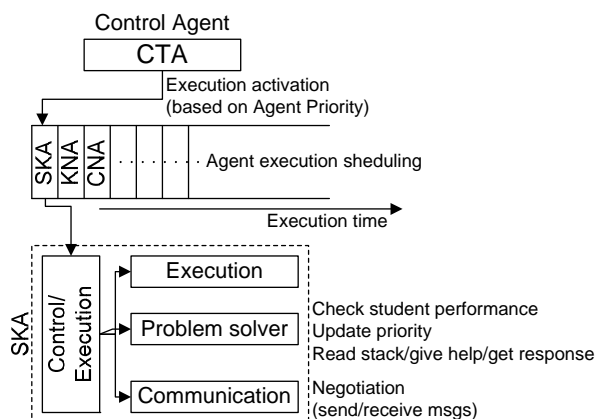 Control Agent
CTA
Execution activation
(based on Agent Priority)
SKA
KNA
CNA
· · · · · · · · · Agent execution sheduling
Execution time
SKA
Control/
Execution
Execution
Problem solver
Check student performance
Update priority
Read stack/give help/get response
Communication
Negotiation
(send/receive msgs)